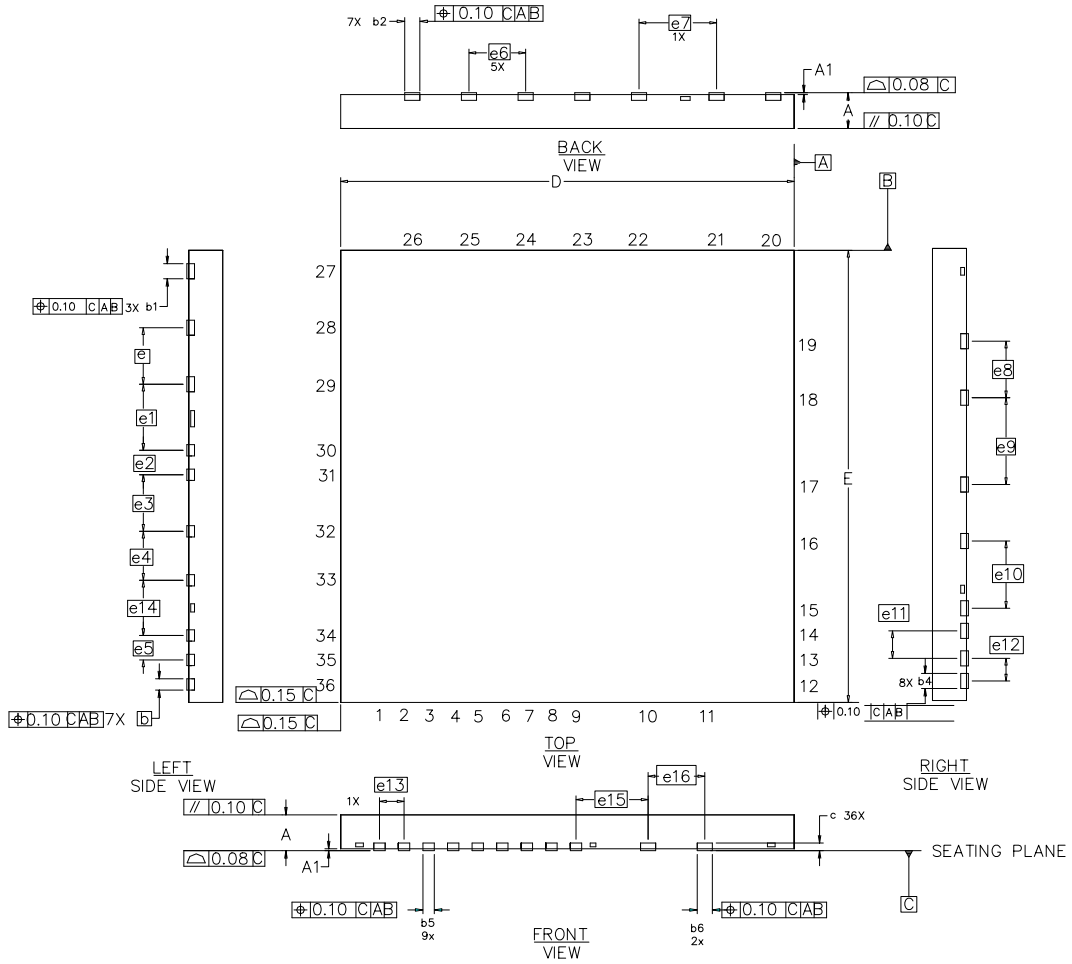 7X b2
⌖ 0.10 C A B
e7
1X
e6
5X
A1
⌓ 0.08 C
A
// 0.10 C
BACK
VIEW
A
D
B
26 25 24 23 22 21 20
27
⌖ 0.10 C A B 3X b1
28
e
29
e1
30
e2
31
e3
32
e4
33
e14
34
e5
35
36
⌖ 0.10 C A B 7X b
⌓ 0.15 C
⌓ 0.15 C
E
19
18
17
16
15
14
13
12
e8
e9
e10
e11
e12
8X b4
⌖ 0.10 C A B
1 2 3 4 5 6 7 8 9 10 11
TOP
VIEW
LEFT
SIDE VIEW
RIGHT
SIDE VIEW
// 0.10 C
A
⌓ 0.08 C
A1
1X
e13
e15
e16
c 36X
SEATING PLANE
C
⌖ 0.10 C A B
b5
9x
b6
2x
⌖ 0.10 C A B
FRONT
VIEW